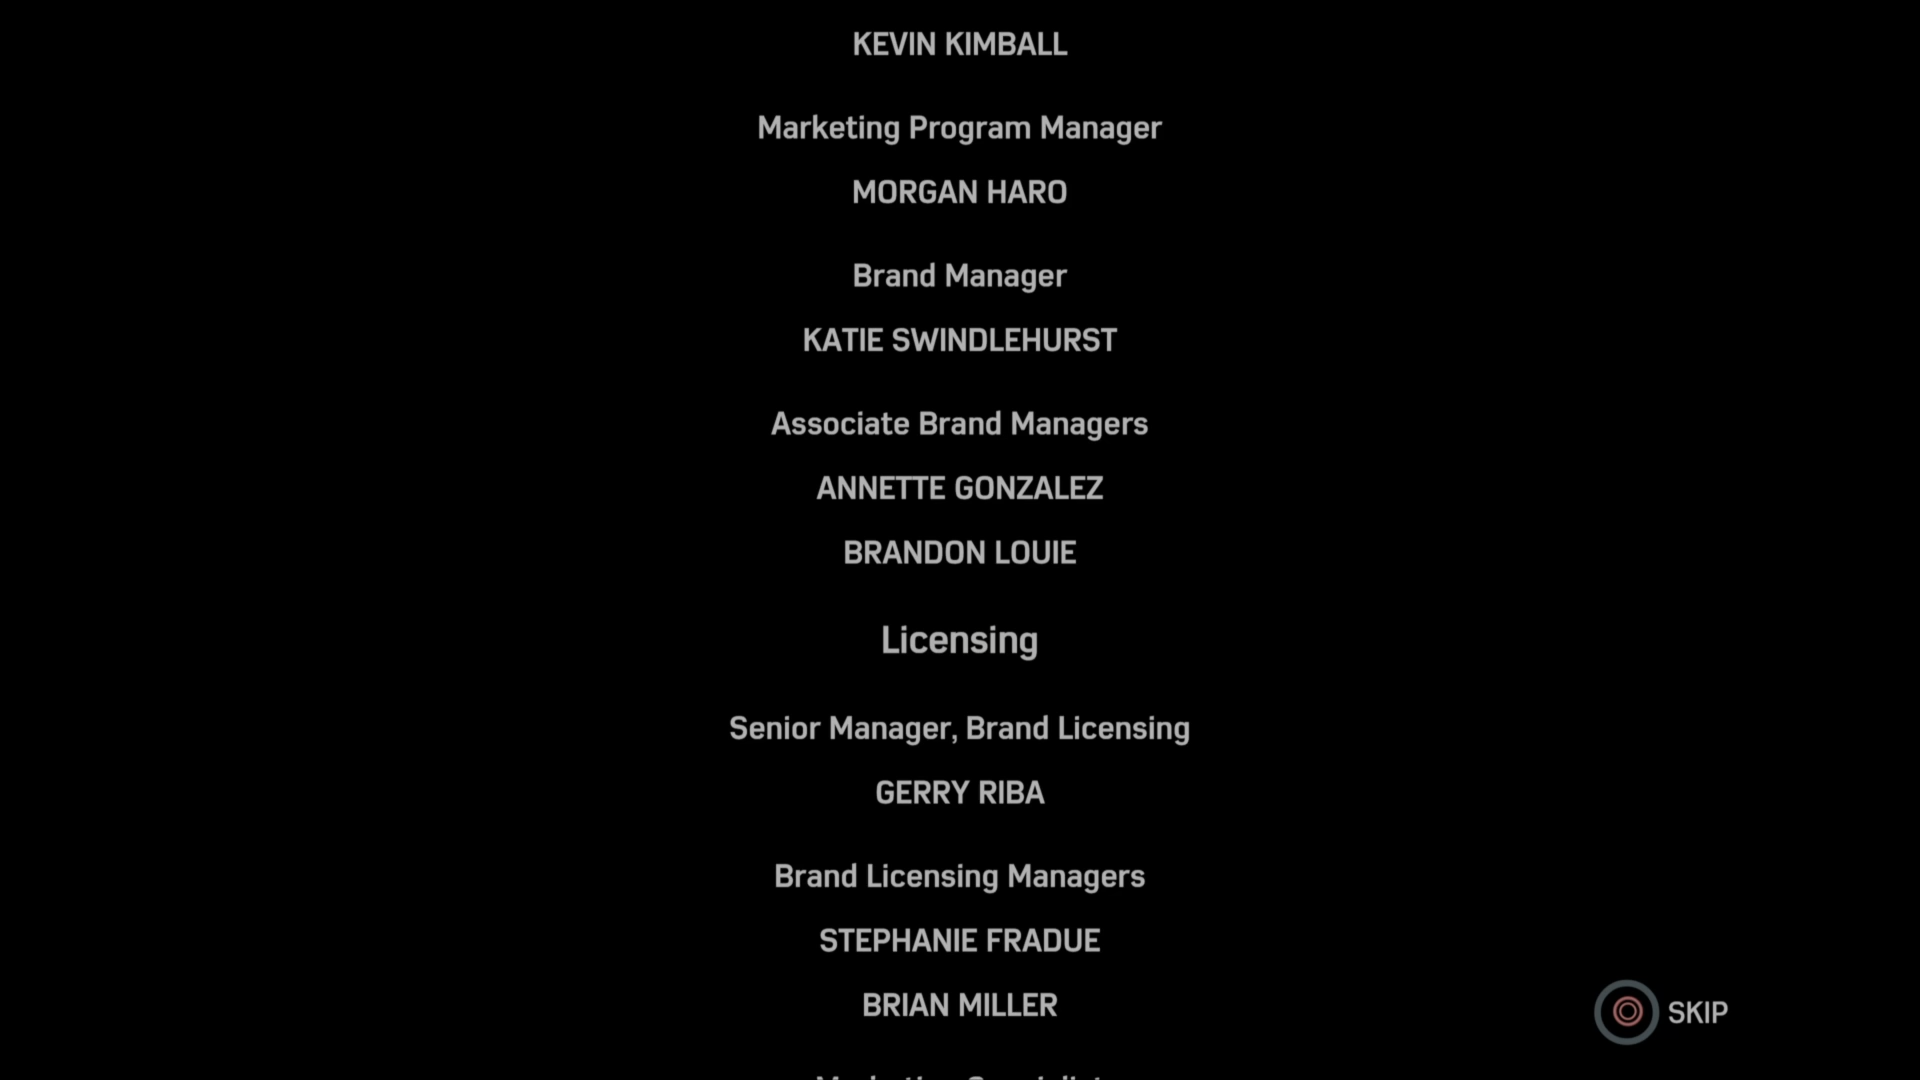 KEVIN KIMBALL
Marketing Program Manager
MORGAN HARO
Brand Manager
KATIE SWINDLEHURST
Associate Brand Managers
ANNETTE GONZALEZ
BRANDON LOUIE
Licensing
Senior Manager, Brand Licensing
GERRY RIBA
Brand Licensing Managers
STEPHANIE FRADUE
BRIAN MILLER
SKIP